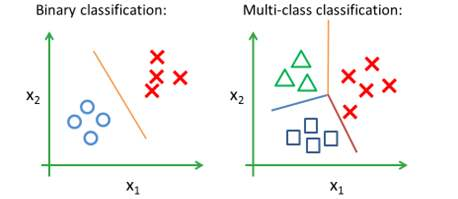 Binary classification:
x2
x1
Multi-class classification:
x2
x1